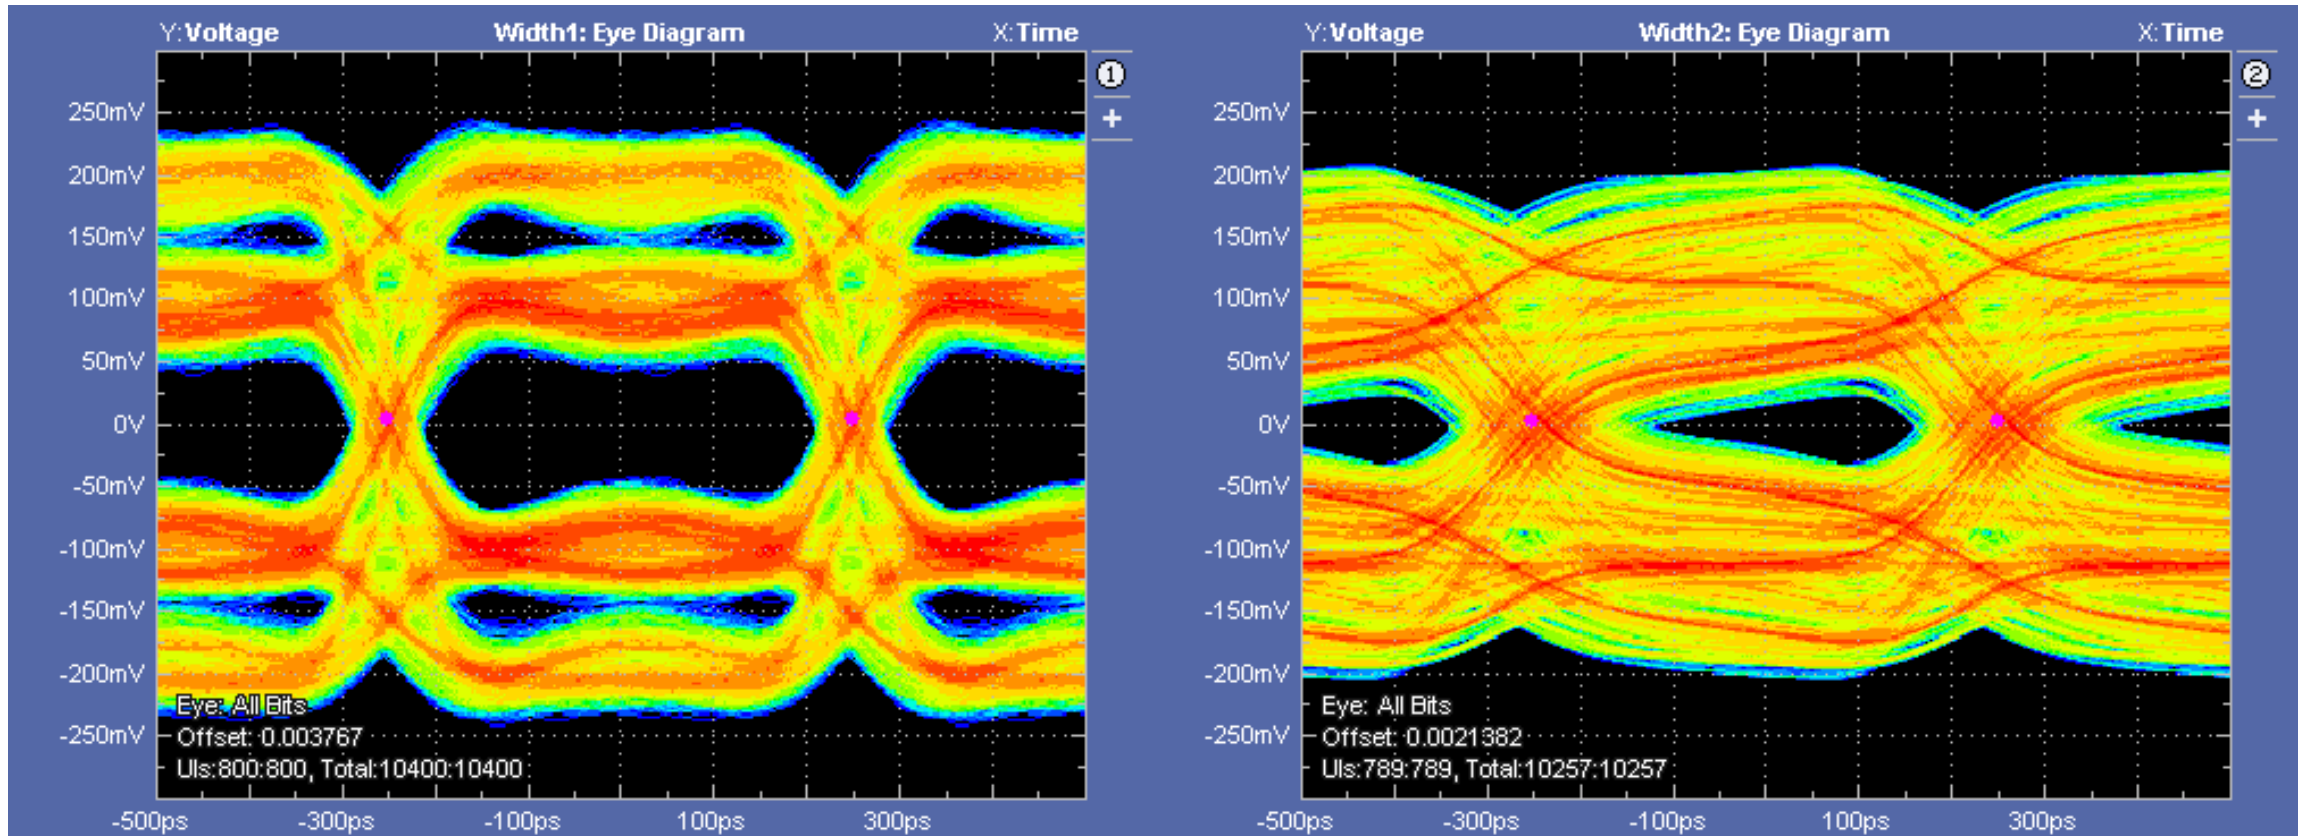 Y:Voltage Width1: Eye Diagram X:Time
1
+
250mV
200mV
150mV
100mV
50mV
0V
-50mV
-100mV
-150mV
-200mV
-250mV
Eye: All Bits
Offset: 0.003767
UIs:800:800, Total:10400:10400
-500ps -300ps -100ps 100ps 300ps
Y:Voltage Width2: Eye Diagram X:Time
2
+
250mV
200mV
150mV
100mV
50mV
0V
-50mV
-100mV
-150mV
-200mV
-250mV
Eye: All Bits
Offset: 0.0021382
UIs:789:789, Total:10257:10257
-500ps -300ps -100ps 100ps 300ps